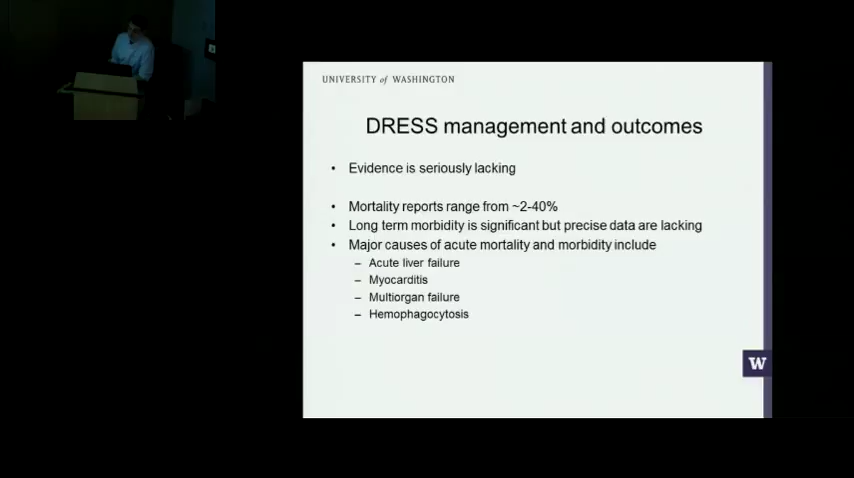 UNIVERSITY of WASHINGTON
DRESS management and outcomes
• Evidence is seriously lacking
• Mortality reports range from ~2-40%
• Long term morbidity is significant but precise data are lacking
• Major causes of acute mortality and morbidity include
– Acute liver failure
– Myocarditis
– Multiorgan failure
– Hemophagocytosis
W